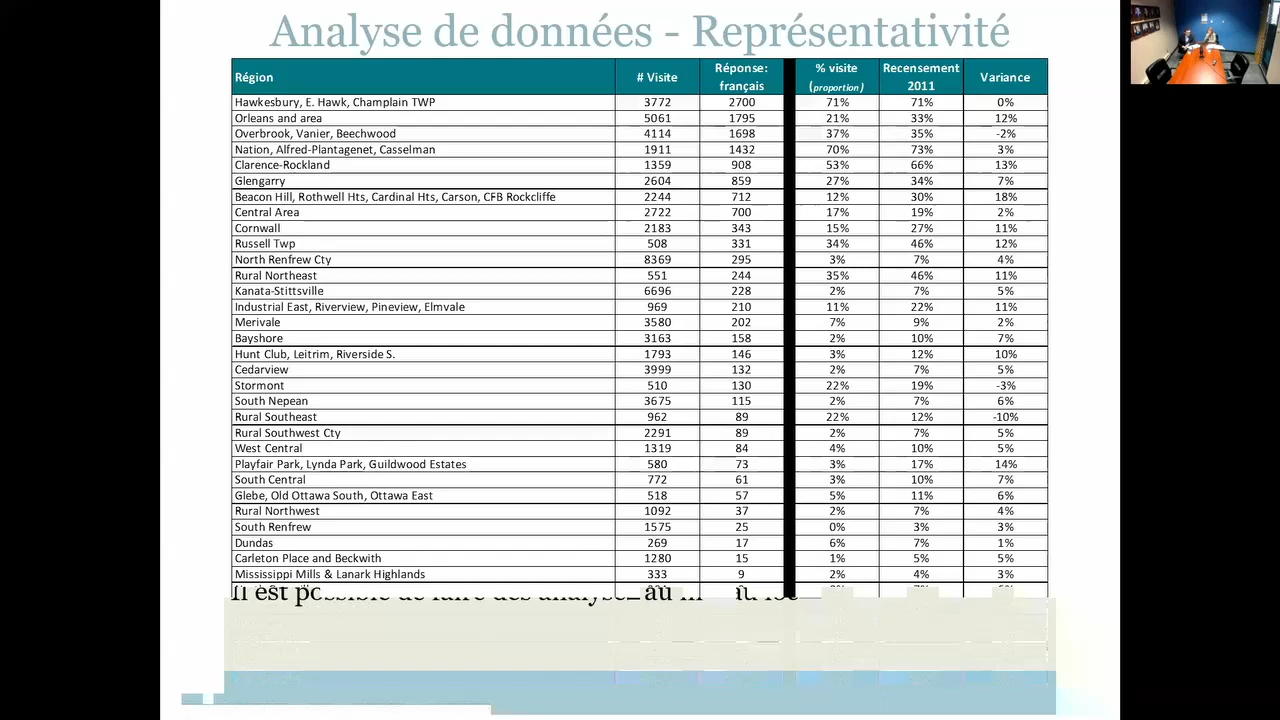 Analyse de données - Représentativité
Région # Visite Réponse: français % visite (proportion) Recensement 2011 Variance
Hawkesbury, E. Hawk, Champlain TWP 3772 2700 71% 71% 0%
Orleans and area 5061 1795 21% 33% 12%
Overbrook, Vanier, Beechwood 4114 1698 37% 35% -2%
Nation, Alfred-Plantagenet, Casselman 1911 1432 70% 73% 3%
Clarence-Rockland 1359 908 53% 66% 13%
Glengarry 2604 859 27% 34% 7%
Beacon Hill, Rothwell Hts, Cardinal Hts, Carson, CFB Rockcliffe 2244 712 12% 30% 18%
Central Area 2722 700 17% 19% 2%
Cornwall 2183 343 15% 27% 11%
Russell Twp 508 331 34% 46% 12%
North Renfrew Cty 8369 295 3% 7% 4%
Rural Northeast 551 244 35% 46% 11%
Kanata-Stittsville 6696 228 2% 7% 5%
Industrial East, Riverview, Pineview, Elmvale 969 210 11% 22% 11%
Merivale 3580 202 7% 9% 2%
Bayshore 3163 158 2% 10% 7%
Hunt Club, Leitrim, Riverside S. 1793 146 3% 12% 10%
Cedarview 3999 132 2% 7% 5%
Stormont 510 130 22% 19% -3%
South Nepean 3675 115 2% 7% 6%
Rural Southeast 962 89 22% 12% -10%
Rural Southwest Cty 2291 89 2% 7% 5%
West Central 1319 84 4% 10% 5%
Playfair Park, Lynda Park, Guildwood Estates 580 73 3% 17% 14%
South Central 772 61 3% 10% 7%
Glebe, Old Ottawa South, Ottawa East 518 57 5% 11% 6%
Rural Northwest 1092 37 2% 7% 4%
South Renfrew 1575 25 0% 3% 3%
Dundas 269 17 6% 7% 1%
Carleton Place and Beckwith 1280 15 1% 5% 5%
Mississippi Mills & Lanark Highlands 333 9 2% 4% 3%
Il est possible de faire des analyse au